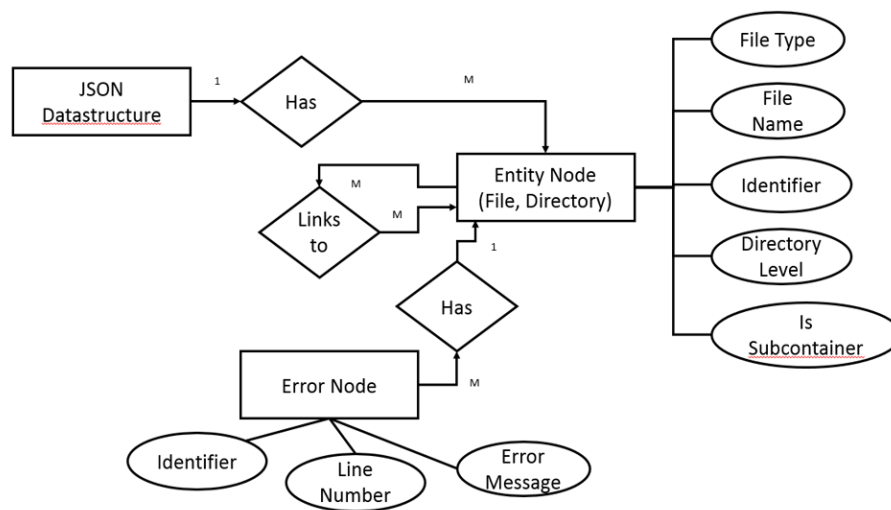 JSON
Datastructure
1
Has
M
File Type
File
Name
Identifier
Directory
Level
Is
Subcontainer
Entity Node
(File, Directory)
M
Links
to
M
1
Has
M
Error Node
Identifier
Line
Number
Error
Message